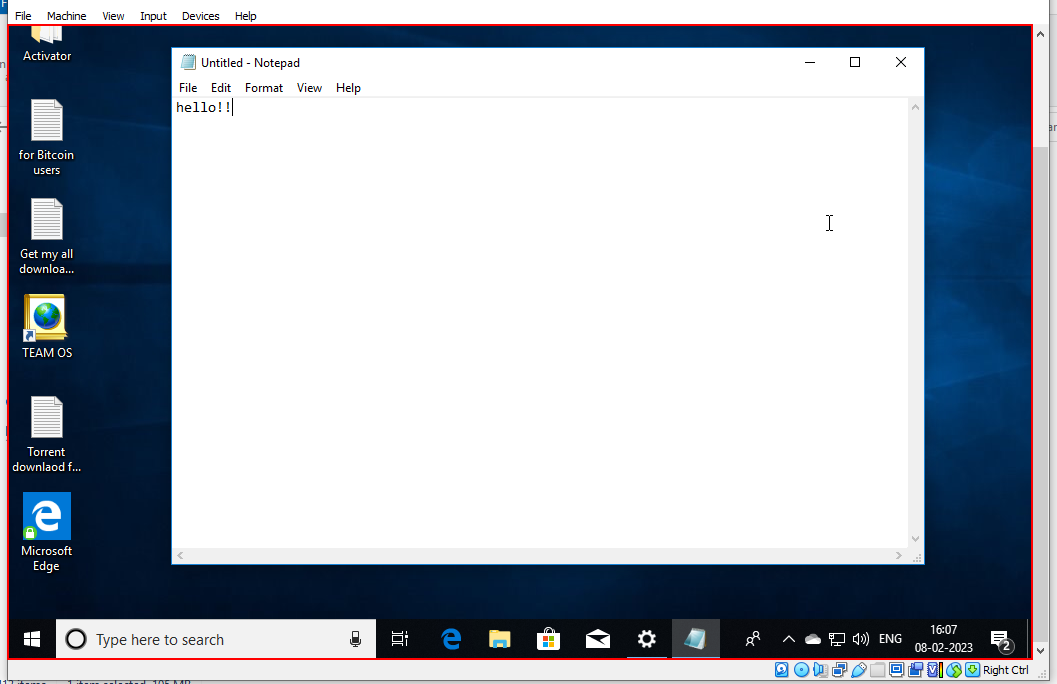 File Machine View Input Devices Help
Activator
for Bitcoin
users
Get my all
downloa...
TEAM OS
Torrent
downlaod f...
Microsoft
Edge
Untitled - Notepad
File Edit Format View Help
hello!!
Type here to search
ENG
16:07
08-02-2023
2
Right Ctrl